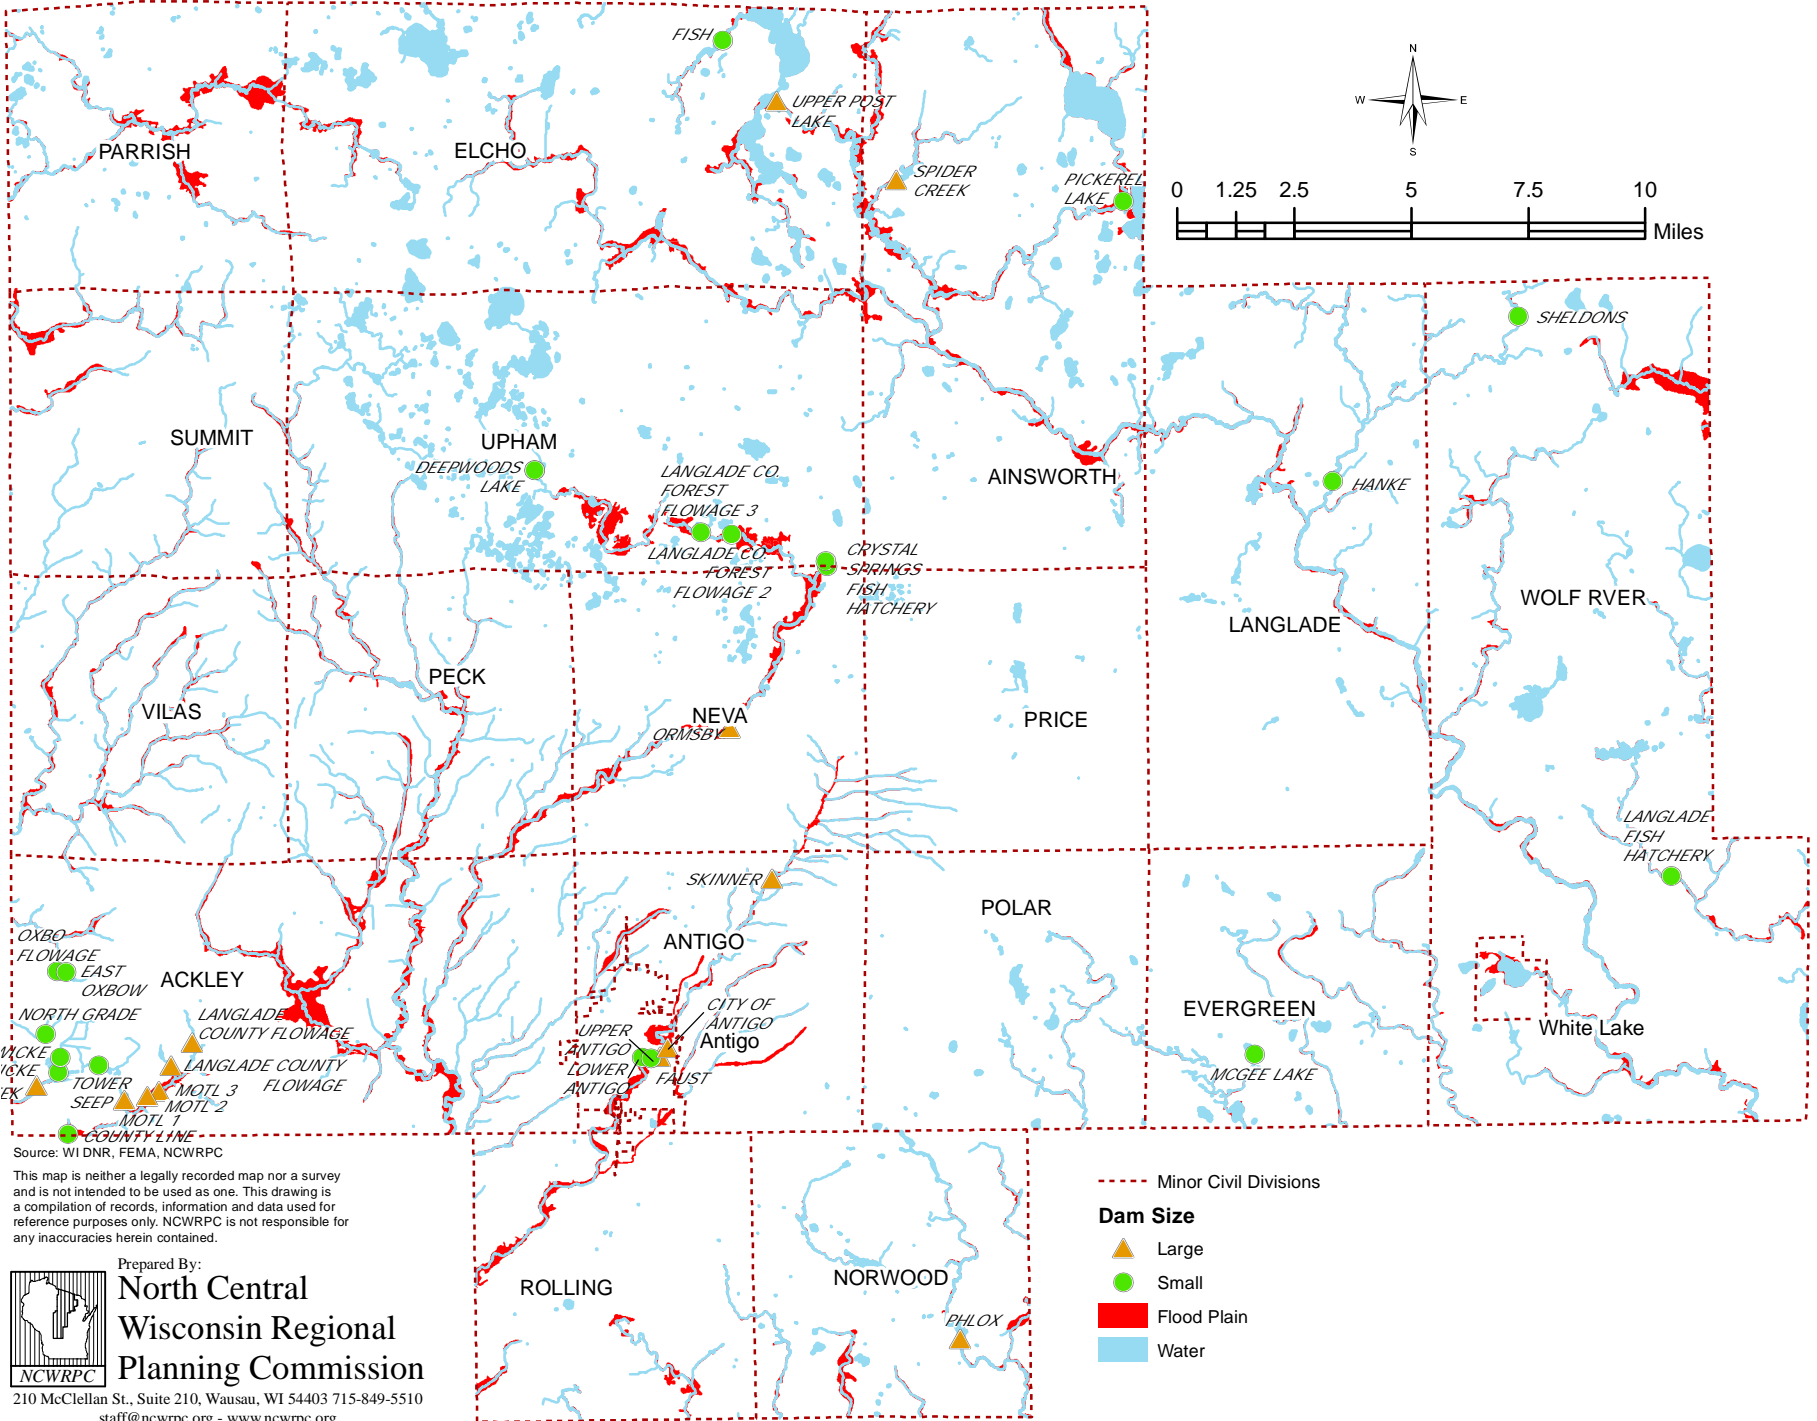 FISH
UPPER POST
LAKE
PARRISH
ELCHO
SPIDER
CREEK
PICKEREL
LAKE
N
W
E
S
0 1.25 2.5 5 7.5 10
Miles
SHELDONS
SUMMIT
UPHAM
DEEPWOODS
LAKE
LANGLADE CO.
FOREST
FLOWAGE 3
LANGLADE CO.
FOREST
FLOWAGE 2
AINSWORTH
HANKE
CRYSTAL
SPRINGS
FISH
HATCHERY
WOLF RVER
LANGLADE
PECK
VILAS
NEVA
ORMSBY
PRICE
LANGLADE
FISH
HATCHERY
SKINNER
POLAR
ANTIGO
OXBO
FLOWAGE
EAST
OXBOW
ACKLEY
NORTH GRADE
LANGLADE
COUNTY FLOWAGE
CITY OF
ANTIGO
Antigo
UPPER
ANTIGO
LOWER
ANTIGO
FAUST
EVERGREEN
MCGEE LAKE
White Lake
WICKE
ICKE
EK
TOWER
SEEP
LANGLADE COUNTY
FLOWAGE
MOTL 3
MOTL 2
MOTL 1
COUNTY LINE
Source: WI DNR, FEMA, NCWRPC
This map is neither a legally recorded map nor a survey
and is not intended to be used as one. This drawing is
a compilation of records, information and data used for
reference purposes only. NCWRPC is not responsible for
any inaccuracies herein contained.
Prepared By:
North Central
Wisconsin Regional
Planning Commission
NCWRPC
210 McClellan St., Suite 210, Wausau, WI 54403 715-849-5510
staff@ncwrpc.org - www.ncwrpc.org
ROLLING
NORWOOD
PHLOX
Minor Civil Divisions
Dam Size
Large
Small
Flood Plain
Water